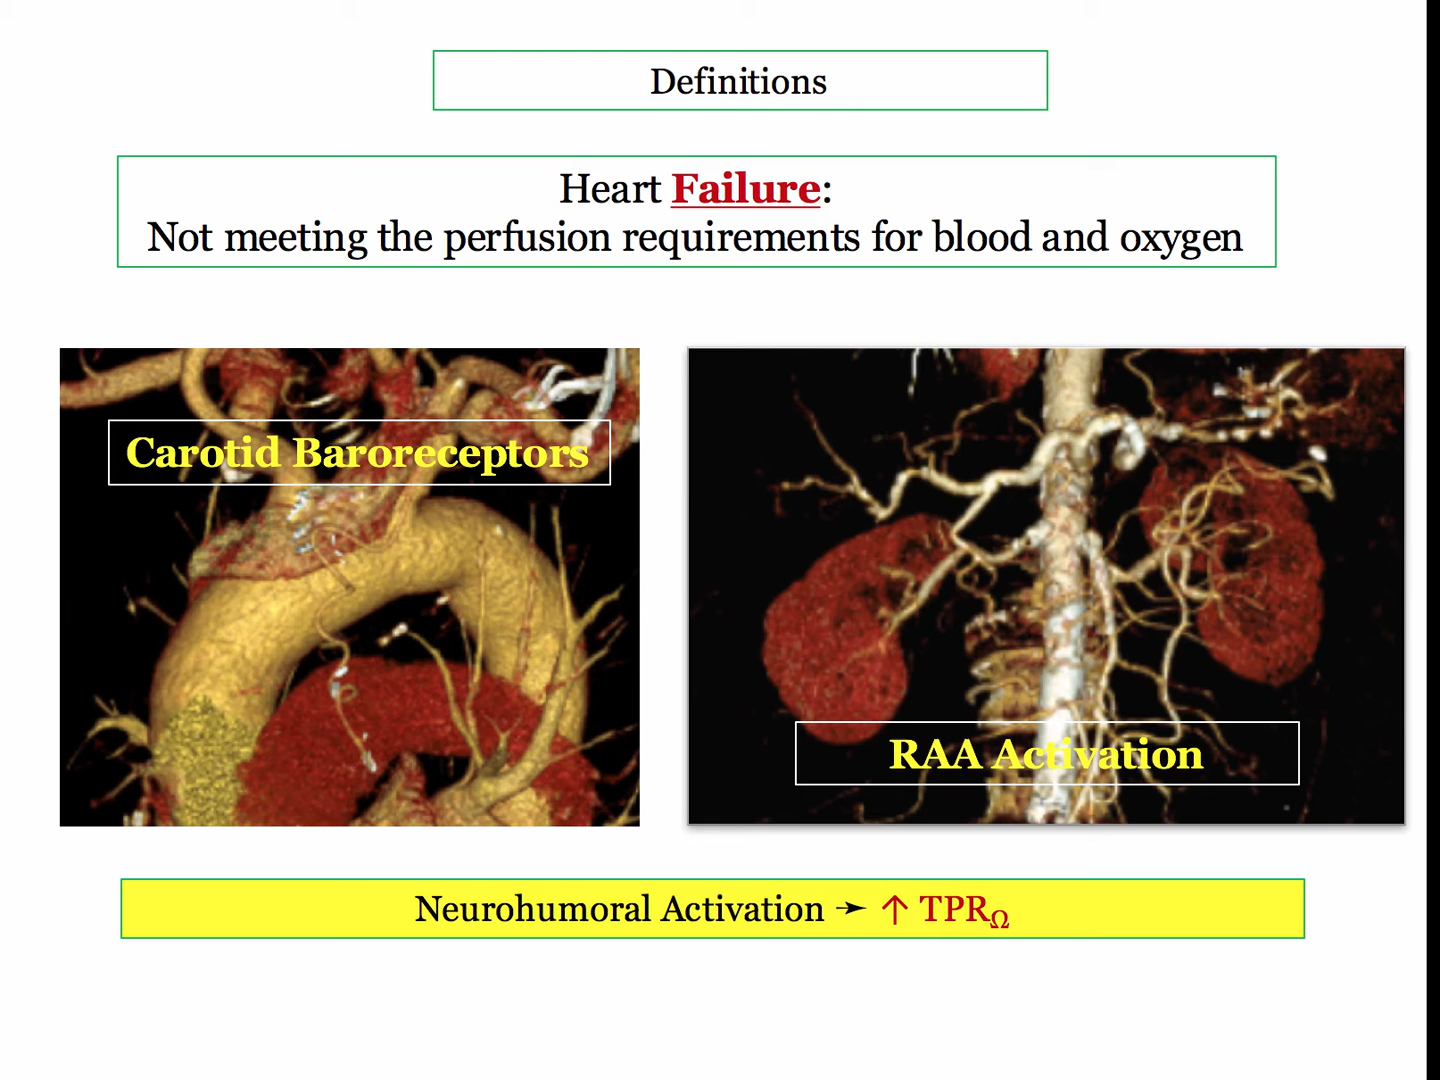 Definitions
Heart Failure:
Not meeting the perfusion requirements for blood and oxygen
Carotid Baroreceptors
RAA Activation
Neurohumoral Activation ➛ ↑ TPRΩ